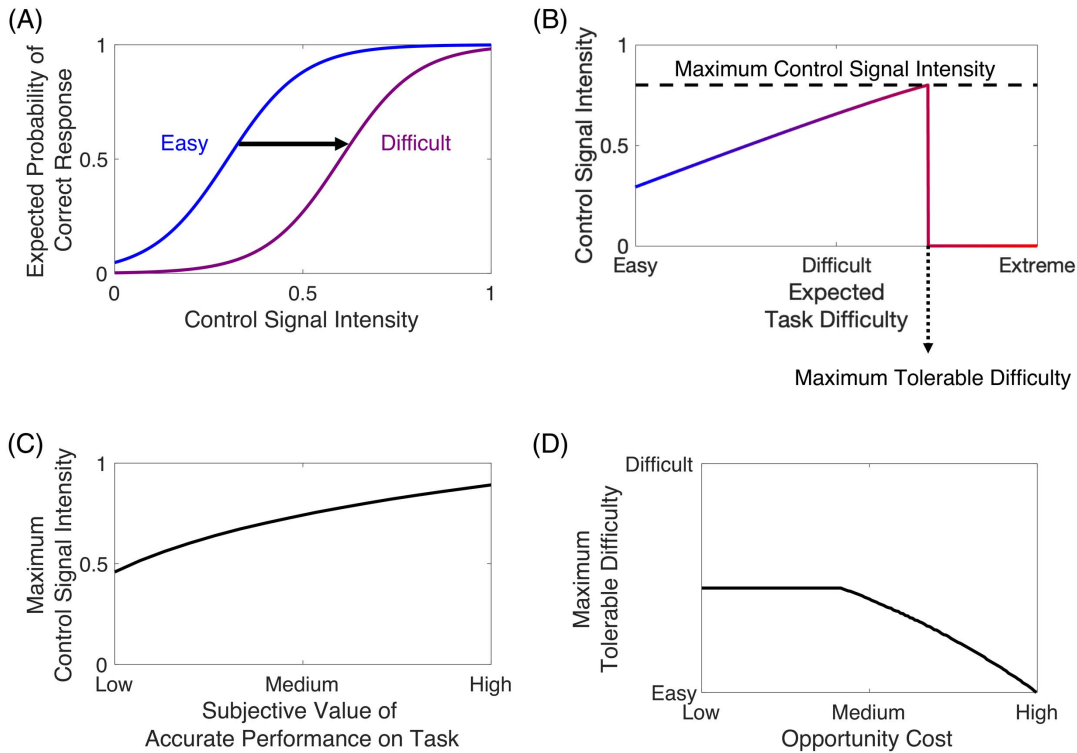 (A)
Expected Probability of
Correct Response
1
0.5
0
Easy
Difficult
0
0.5
1
Control Signal Intensity
(B)
Control Signal Intensity
1
0.5
0
Maximum Control Signal Intensity
Easy
Difficult
Extreme
Expected
Task Difficulty
Maximum Tolerable Difficulty
(C)
Maximum
Control Signal Intensity
1
0.5
0
Low
Medium
High
Subjective Value of
Accurate Performance on Task
(D)
Maximum
Tolerable Difficulty
Difficult
Easy
Low
Medium
High
Opportunity Cost